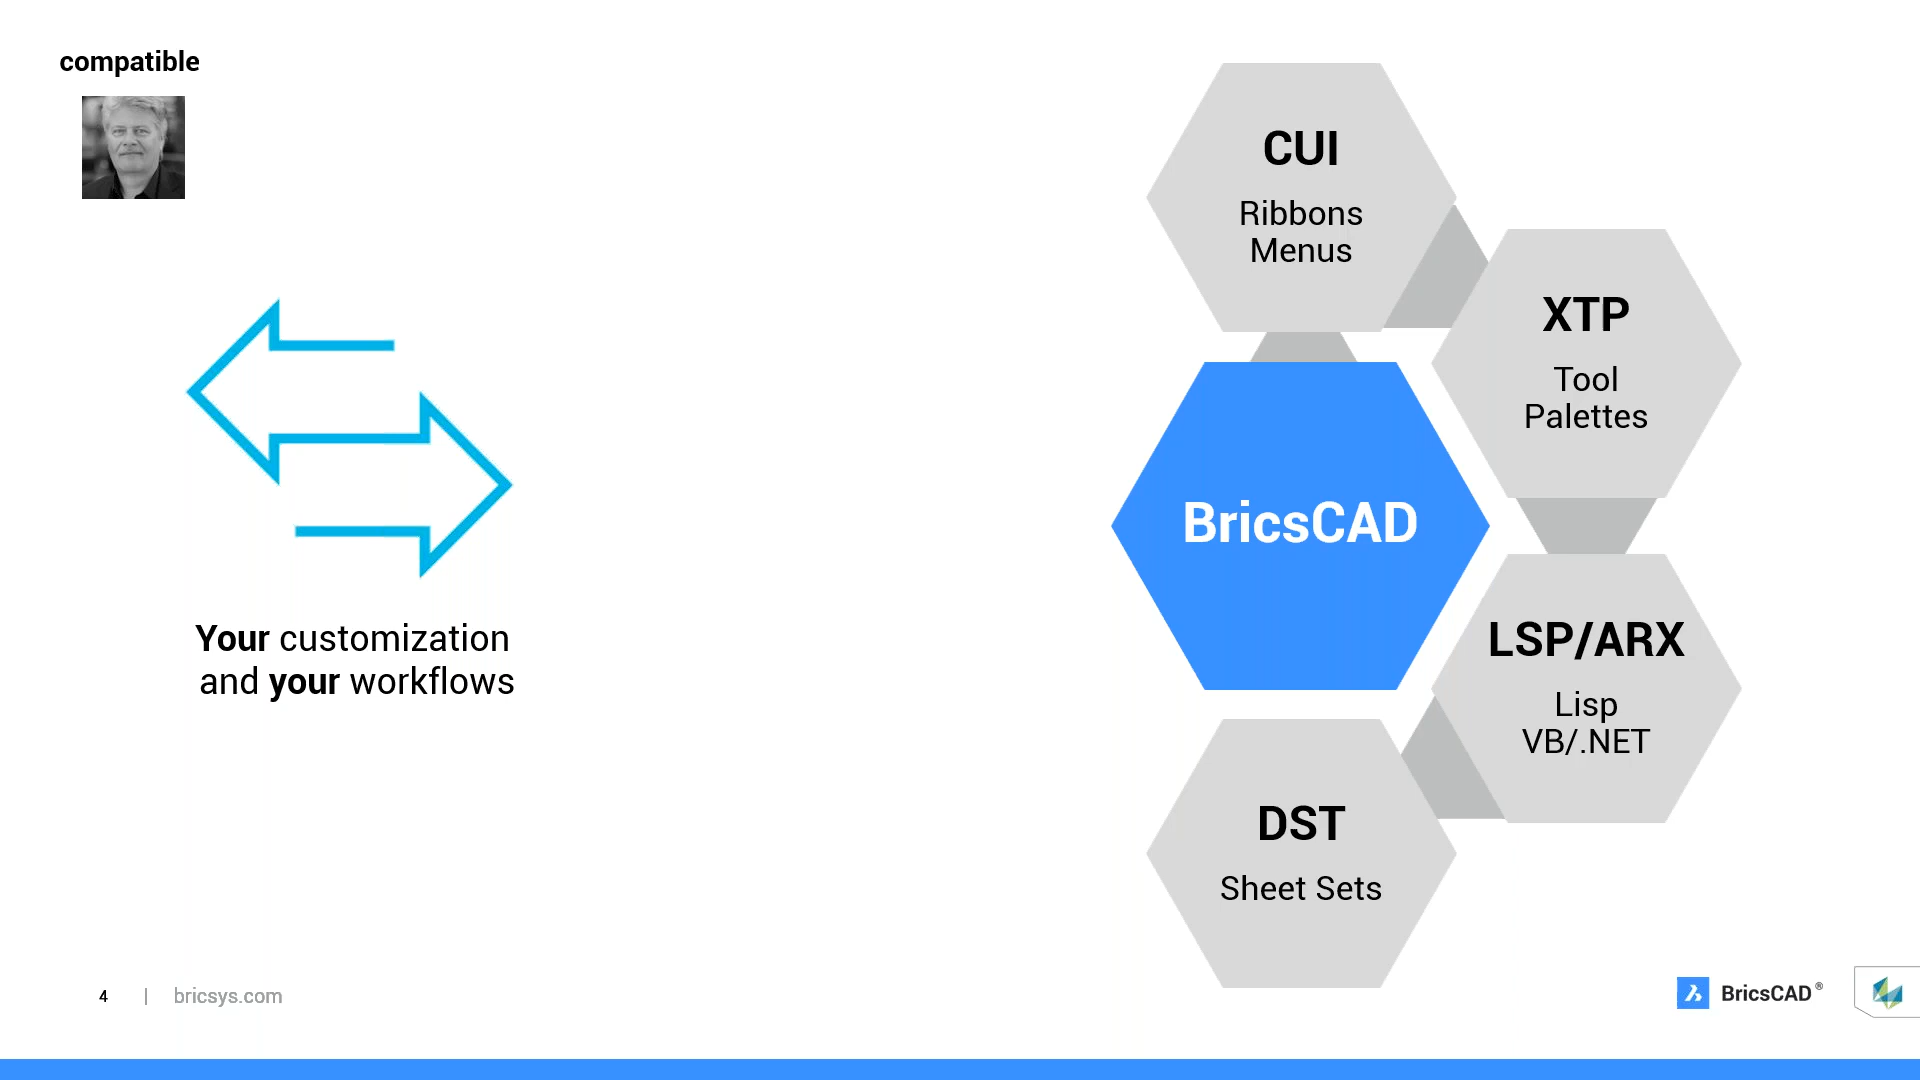 compatible
Your customization
and your workflows
CUI
Ribbons
Menus
XTP
Tool
Palettes
BricsCAD
LSP/ARX
Lisp
VB/.NET
DST
Sheet Sets
4 | bricsys.com
BricsCAD®